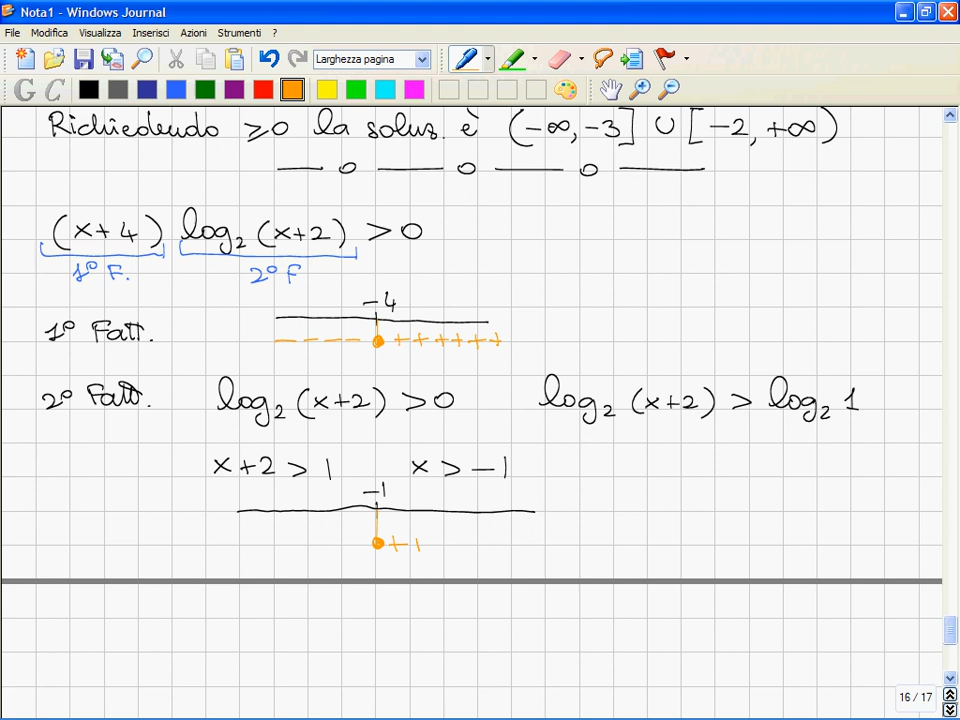 Nota1 - Windows Journal
File Modifica Visualizza Inserisci Azioni Strumenti ?
Larghezza pagina
G C
Richiedendo ≥0 la soluz. è (-∞, -3] ∪ [-2, +∞)
— o — o — o —
(x+4) log₂ (x+2) > 0
1° F. 2° F
-4
1° Fatt.
- - - - + + + + + +
2° Fatt. log₂ (x+2) > 0 log₂ (x+2) > log₂ 1
x+2 > 1 x > -1
-1
+ ı
16 / 17